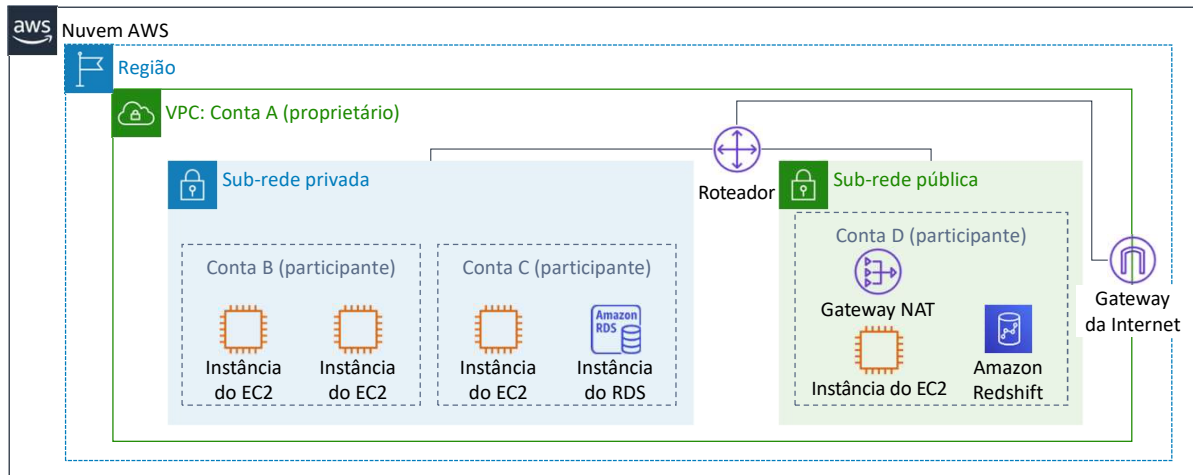 aws
Nuvem AWS
Região
VPC: Conta A (proprietário)
Roteador
Sub-rede privada
Conta B (participante)
Instância
do EC2
Instância
do EC2
Conta C (participante)
Instância
do EC2
Amazon
RDS
Instância
do RDS
Sub-rede pública
Conta D (participante)
Gateway NAT
Instância do EC2
Amazon
Redshift
Gateway
da Internet